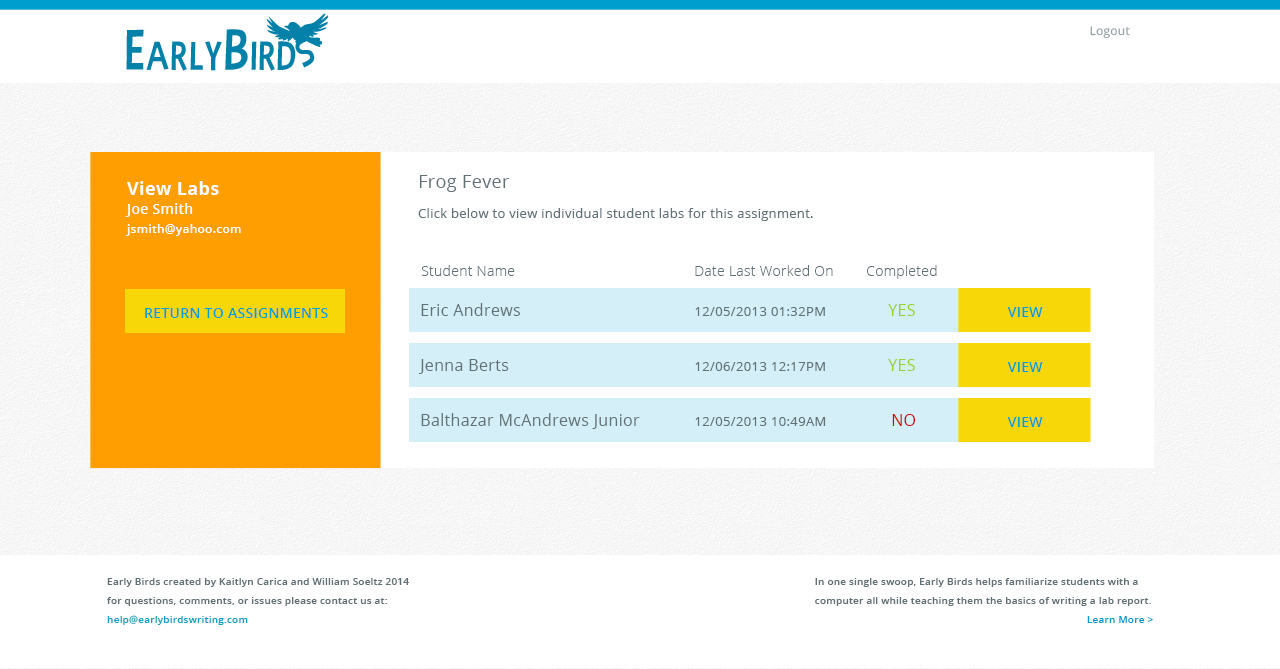 EARLYBIRDS
Logout
View Labs
Joe Smith
jsmith@yahoo.com
RETURN TO ASSIGNMENTS
Frog Fever
Click below to view individual student labs for this assignment.
Student Name Date Last Worked On Completed
Eric Andrews 12/05/2013 01:32PM YES VIEW
Jenna Berts 12/06/2013 12:17PM YES VIEW
Balthazar McAndrews Junior 12/05/2013 10:49AM NO VIEW
Early Birds created by Kaitlyn Carica and William Soeltz 2014
for questions, comments, or issues please contact us at:
help@earlybirdswriting.com
In one single swoop, Early Birds helps familiarize students with a
computer all while teaching them the basics of writing a lab report.
Learn More >